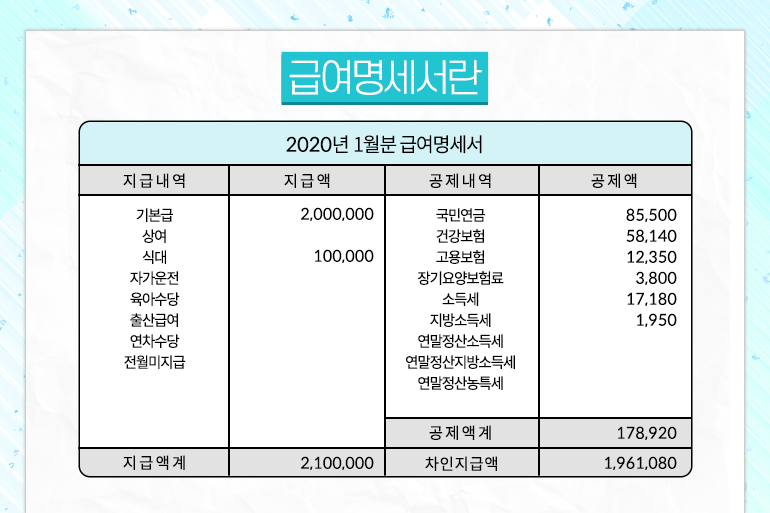 급여명세서란
2020년 1월분 급여명세서
지급내역 지급액 공제내역 공제액
기본급 2,000,000 국민연금 85,500
상여 건강보험 58,140
식대 100,000 고용보험 12,350
자가운전 장기요양보험료 3,800
육아수당 소득세 17,180
출산급여 지방소득세 1,950
연차수당 연말정산소득세
전월미지급 연말정산지방소득세
연말정산농특세
공제액계 178,920
지급액계 2,100,000 차인지급액 1,961,080